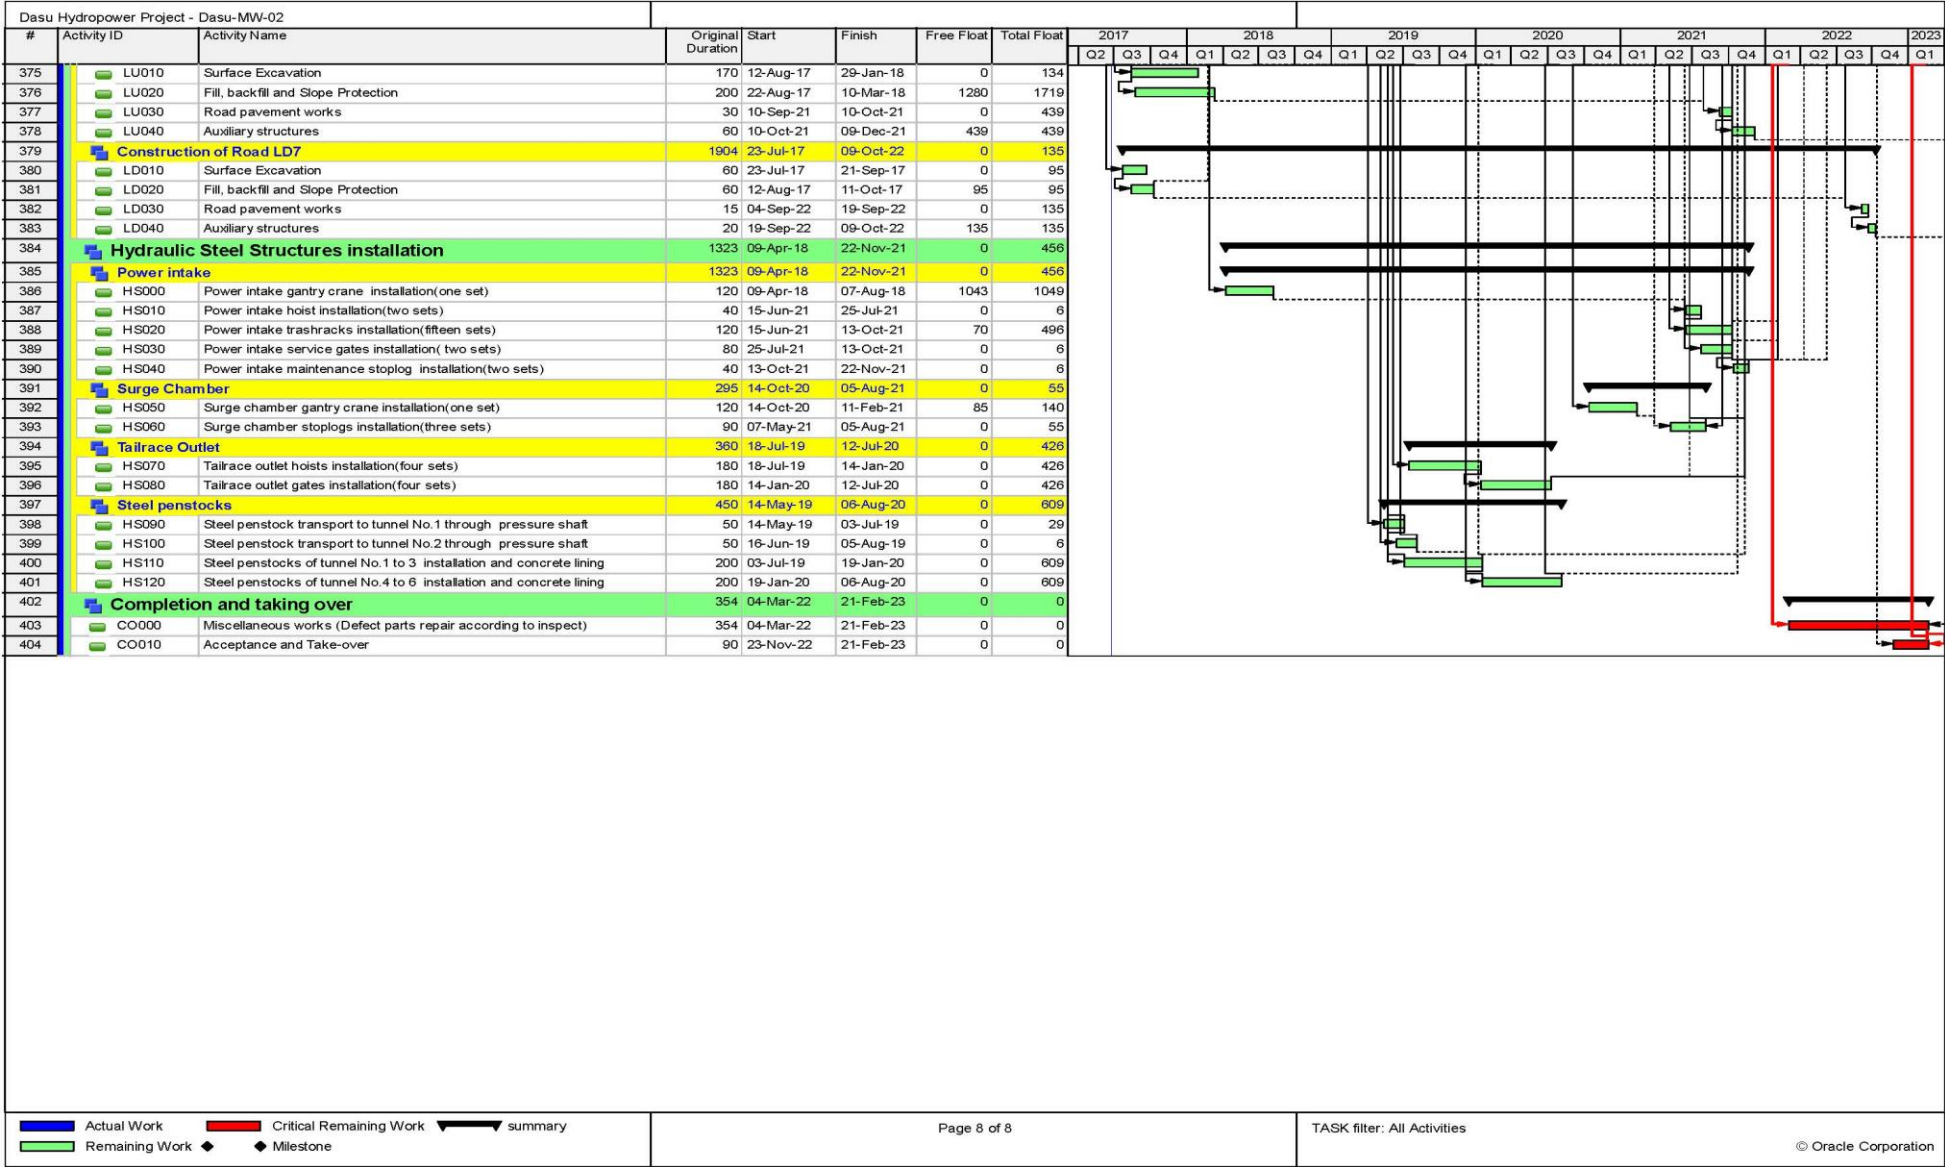 Dasu Hydropower Project - Dasu-MW-02
# Activity ID Activity Name Original Duration Start Finish Free Float Total Float 2017 2018 2019 2020 2021 2022 2023
Q2 Q3 Q4 Q1 Q2 Q3 Q4 Q1 Q2 Q3 Q4 Q1 Q2 Q3 Q4 Q1 Q2 Q3 Q4 Q1 Q2 Q3 Q4 Q1
375 LU010 Surface Excavation 170 12-Aug-17 29-Jan-18 0 134
376 LU020 Fill, backfill and Slope Protection 200 22-Aug-17 10-Mar-18 1280 1719
377 LU030 Road pavement works 30 10-Sep-21 10-Oct-21 0 439
378 LU040 Auxiliary structures 60 10-Oct-21 09-Dec-21 439 439
379 Construction of Road LD7 1904 23-Jul-17 09-Oct-22 0 135
380 LD010 Surface Excavation 60 23-Jul-17 21-Sep-17 0 95
381 LD020 Fill, backfill and Slope Protection 60 12-Aug-17 11-Oct-17 95 95
382 LD030 Road pavement works 15 04-Sep-22 19-Sep-22 0 135
383 LD040 Auxiliary structures 20 19-Sep-22 09-Oct-22 135 135
384 Hydraulic Steel Structures installation 1323 09-Apr-18 22-Nov-21 0 456
385 Power intake 1323 09-Apr-18 22-Nov-21 0 456
386 HS000 Power intake gantry crane installation(one set) 120 09-Apr-18 07-Aug-18 1043 1049
387 HS010 Power intake hoist installation(two sets) 40 15-Jun-21 25-Jul-21 0 6
388 HS020 Power intake trashracks installation(fifteen sets) 120 15-Jun-21 13-Oct-21 70 496
389 HS030 Power intake service gates installation( two sets) 80 25-Jul-21 13-Oct-21 0 6
390 HS040 Power intake maintenance stoplog installation(two sets) 40 13-Oct-21 22-Nov-21 0 6
391 Surge Chamber 295 14-Oct-20 05-Aug-21 0 55
392 HS050 Surge chamber gantry crane installation(one set) 120 14-Oct-20 11-Feb-21 85 140
393 HS060 Surge chamber stoplogs installation(three sets) 90 07-May-21 05-Aug-21 0 55
394 Tailrace Outlet 360 18-Jul-19 12-Jul-20 0 426
395 HS070 Tailrace outlet hoists installation(four sets) 180 18-Jul-19 14-Jan-20 0 426
396 HS080 Tailrace outlet gates installation(four sets) 180 14-Jan-20 12-Jul-20 0 426
397 Steel penstocks 450 14-May-19 06-Aug-20 0 609
398 HS090 Steel penstock transport to tunnel No.1 through pressure shaft 50 14-May-19 03-Jul-19 0 29
399 HS100 Steel penstock transport to tunnel No.2 through pressure shaft 50 16-Jun-19 05-Aug-19 0 6
400 HS110 Steel penstocks of tunnel No.1 to 3 installation and concrete lining 200 03-Jul-19 19-Jan-20 0 609
401 HS120 Steel penstocks of tunnel No.4 to 6 installation and concrete lining 200 19-Jan-20 06-Aug-20 0 609
402 Completion and taking over 354 04-Mar-22 21-Feb-23 0 0
403 CO000 Miscellaneous works (Defect parts repair according to inspect) 354 04-Mar-22 21-Feb-23 0 0
404 CO010 Acceptance and Take-over 90 23-Nov-22 21-Feb-23 0 0
Actual Work Critical Remaining Work summary
Remaining Work Milestone
Page 8 of 8
TASK filter: All Activities
© Oracle Corporation